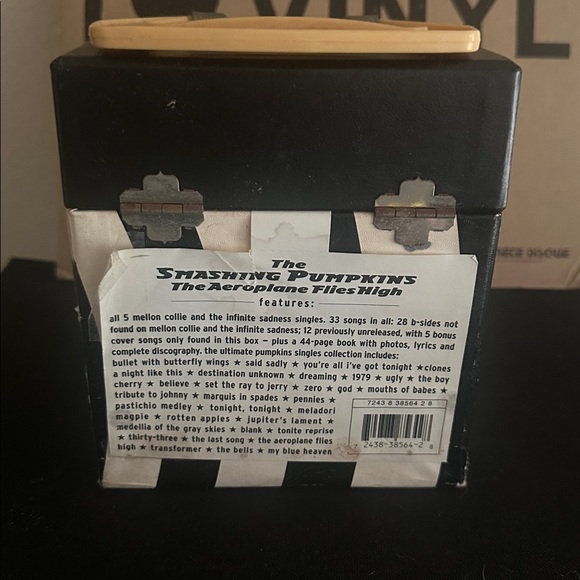 VINYL
NECE DISQUE
The
SMASHING PUMPKINS
The Aeroplane Flies High
features:
all 5 mellon collie and the infinite sadness singles. 33 songs in all: 28 b-sides not
found on mellon collie and the infinite sadness; 12 previously unreleased, with 5 bonus
cover songs only found in this box — plus a 44-page book with photos, lyrics and
complete discography. the ultimate pumpkins singles collection includes:
bullet with butterfly wings ★ said sadly ★ you're all i've got tonight ★clones
a night like this ★ destination unknown ★ dreaming ★ 1979 ★ ugly ★ the boy
cherry ★ believe ★ set the ray to jerry ★ zero ★ god ★ mouths of babes ★
tribute to johnny ★ marquis in spades ★ pennies ★
pastichio medley ★ tonight, tonight ★ meladori
magpie ★ rotten apples ★ jupiter's lament ★
medellia of the gray skies ★ blank ★ tonite reprise
★ thirty-three ★ the last song ★ the aeroplane flies
high ★ transformer ★ the bells ★ my blue heaven
7243 8 38564 2 8
2438-38564-2 8